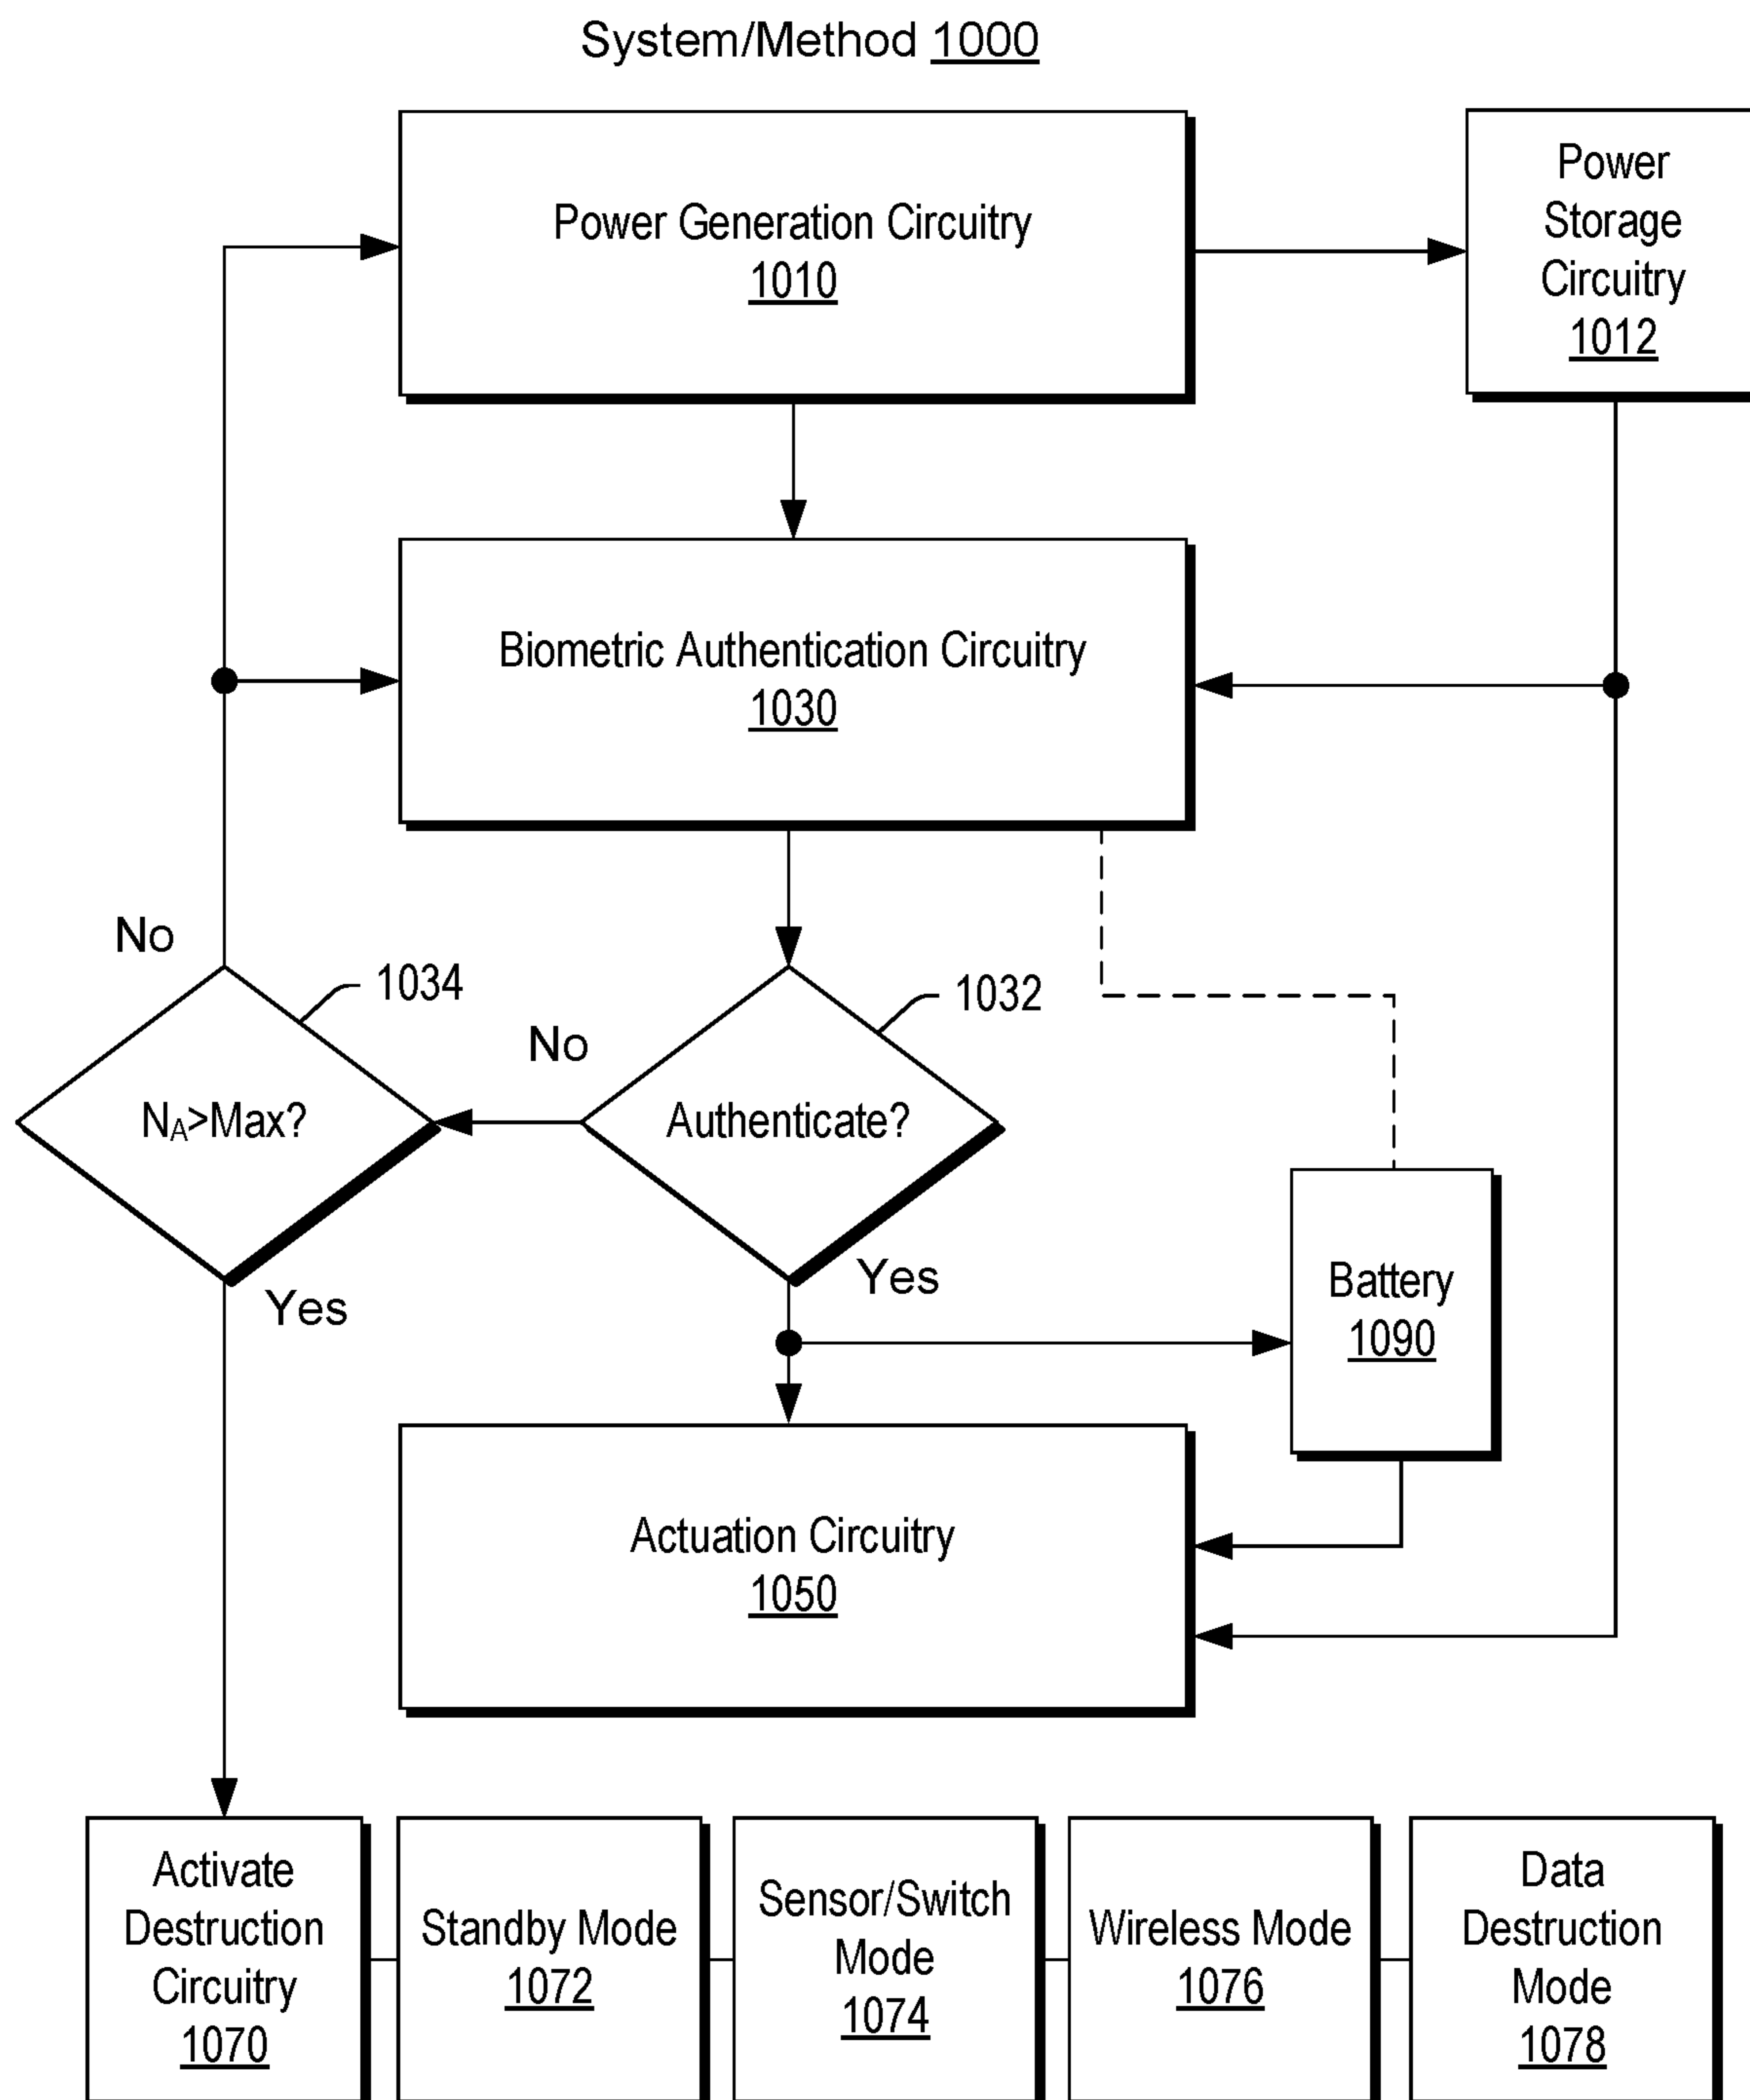 System/Method 1000
Power Generation Circuitry
1010
Power
Storage
Circuitry
1012
Biometric Authentication Circuitry
1030
No
1034
1032
No
N_A>Max?
Authenticate?
Yes
Yes
Battery
1090
Actuation Circuitry
1050
Activate
Destruction
Circuitry
1070
Standby Mode
1072
Sensor/Switch
Mode
1074
Wireless Mode
1076
Data
Destruction
Mode
1078